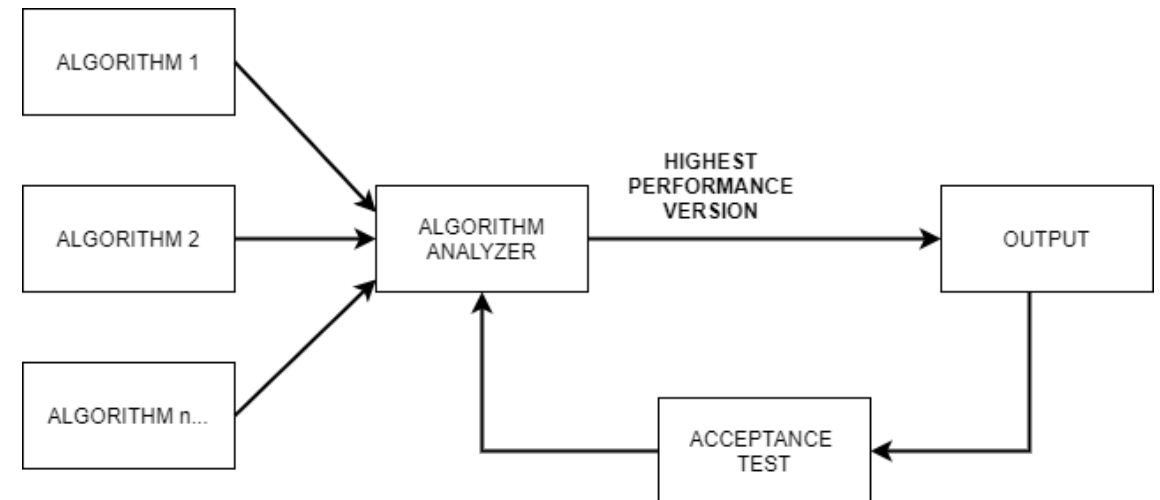 ALGORITHM 1
ALGORITHM 2
ALGORITHM n...
ALGORITHM
ANALYZER
HIGHEST
PERFORMANCE
VERSION
OUTPUT
ACCEPTANCE
TEST